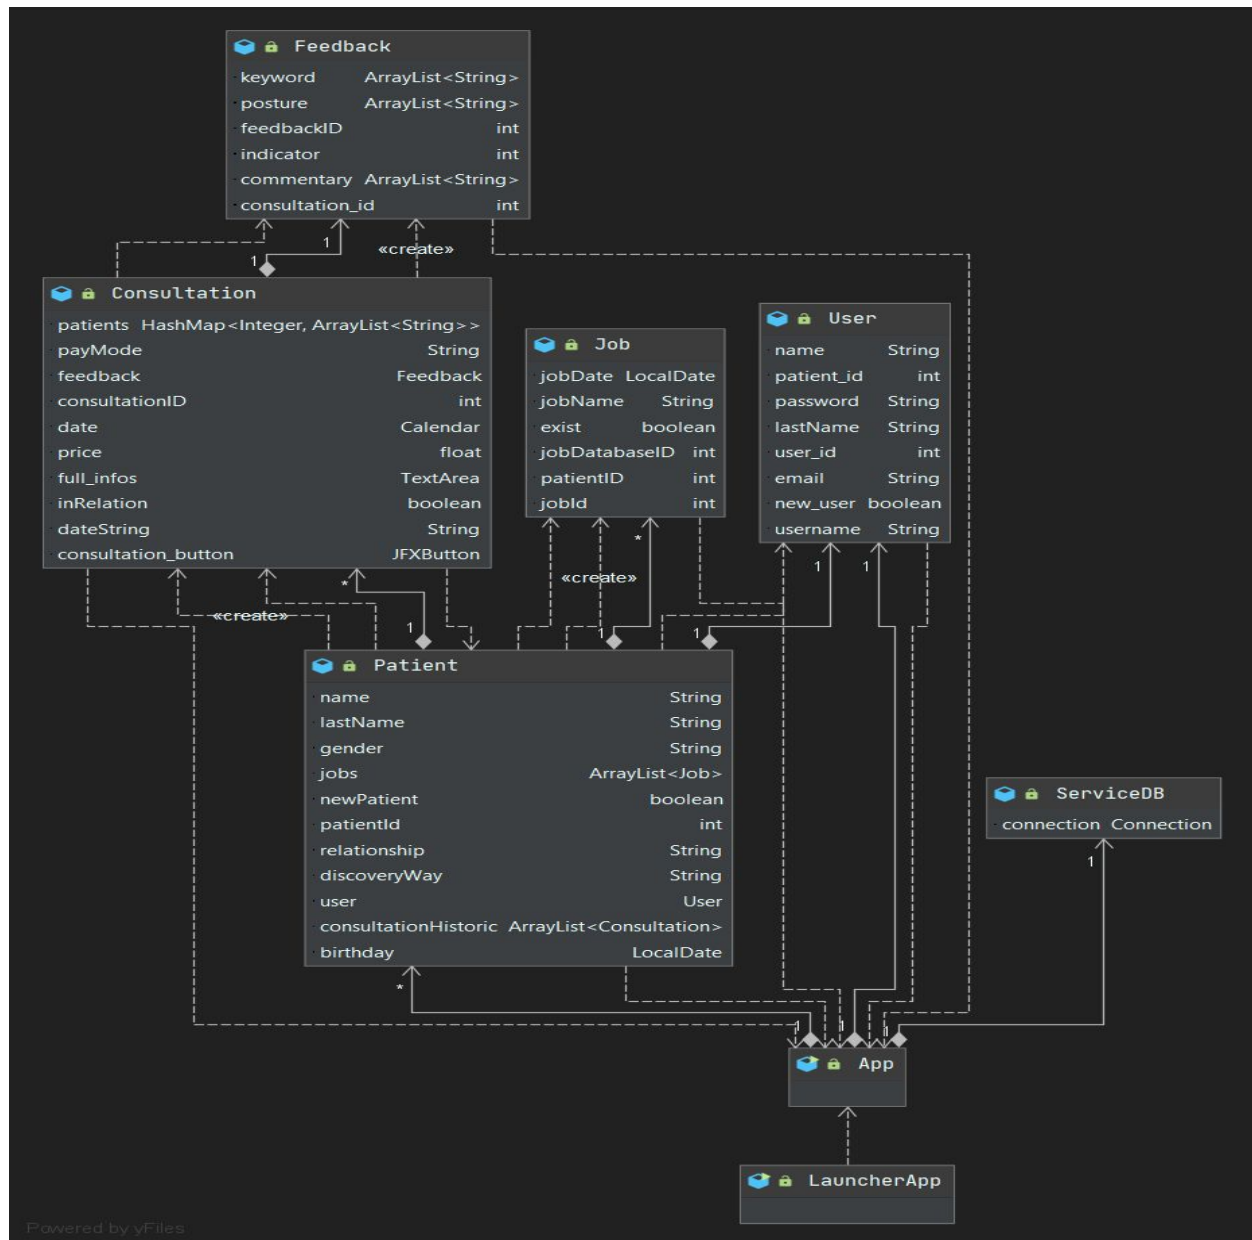 Feedback
keyword ArrayList<String>
posture ArrayList<String>
feedbackID int
indicator int
commentary ArrayList<String>
consultation_id int
1
1
«create»
Consultation
patients HashMap<Integer, ArrayList<String>>
payMode String
feedback Feedback
consultationID int
date Calendar
price float
full_infos TextArea
inRelation boolean
dateString String
consultation_button JFXButton
Job
jobDate LocalDate
jobName String
exist boolean
jobDatabaseID int
patientID int
jobId int
User
name String
patient_id int
password String
lastName String
user_id int
email String
new_user boolean
username String
*
1
1
*
«create»
«create»
1
1
1
Patient
name String
lastName String
gender String
jobs ArrayList<Job>
newPatient boolean
patientId int
relationship String
discoveryWay String
user User
consultationHistoric ArrayList<Consultation>
birthday LocalDate
ServiceDB
connection Connection
1
*
1
1
1
App
LauncherApp
Powered by yFiles